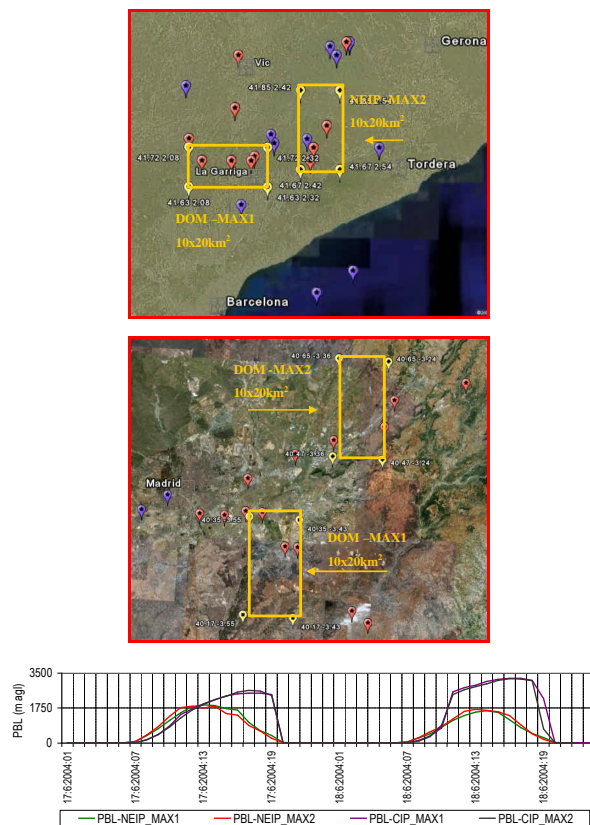 Gerona
Vic
41.85 2.42
NEIP -MAX2
10x20km²
41.72 2.08
41.72 2.32
La Garriga
41.67 2.42
41.67 2.54
Tordera
41.63 2.08
41.63 2.32
DOM –MAX1
10x20km²
Barcelona
40.65 -3.36
40.65 -3.24
DOM -MAX2
10x20km²
40.47 -3.36
40.47 -3.24
Madrid
40.35 -3.55
40.35 -3.43
DOM –MAX1
10x20km²
40.17 -3.55
40.17 -3.43
PBL (m agl)
3500
1750
0
17:6:2004:01
17:6:2004:07
17:6:2004:13
17:6:2004:19
18:6:2004:01
18:6:2004:07
18:6:2004:13
18:6:2004:19
PBL-NEIP_MAX1 PBL-NEIP_MAX2 PBL-CIP_MAX1 PBL-CIP_MAX2